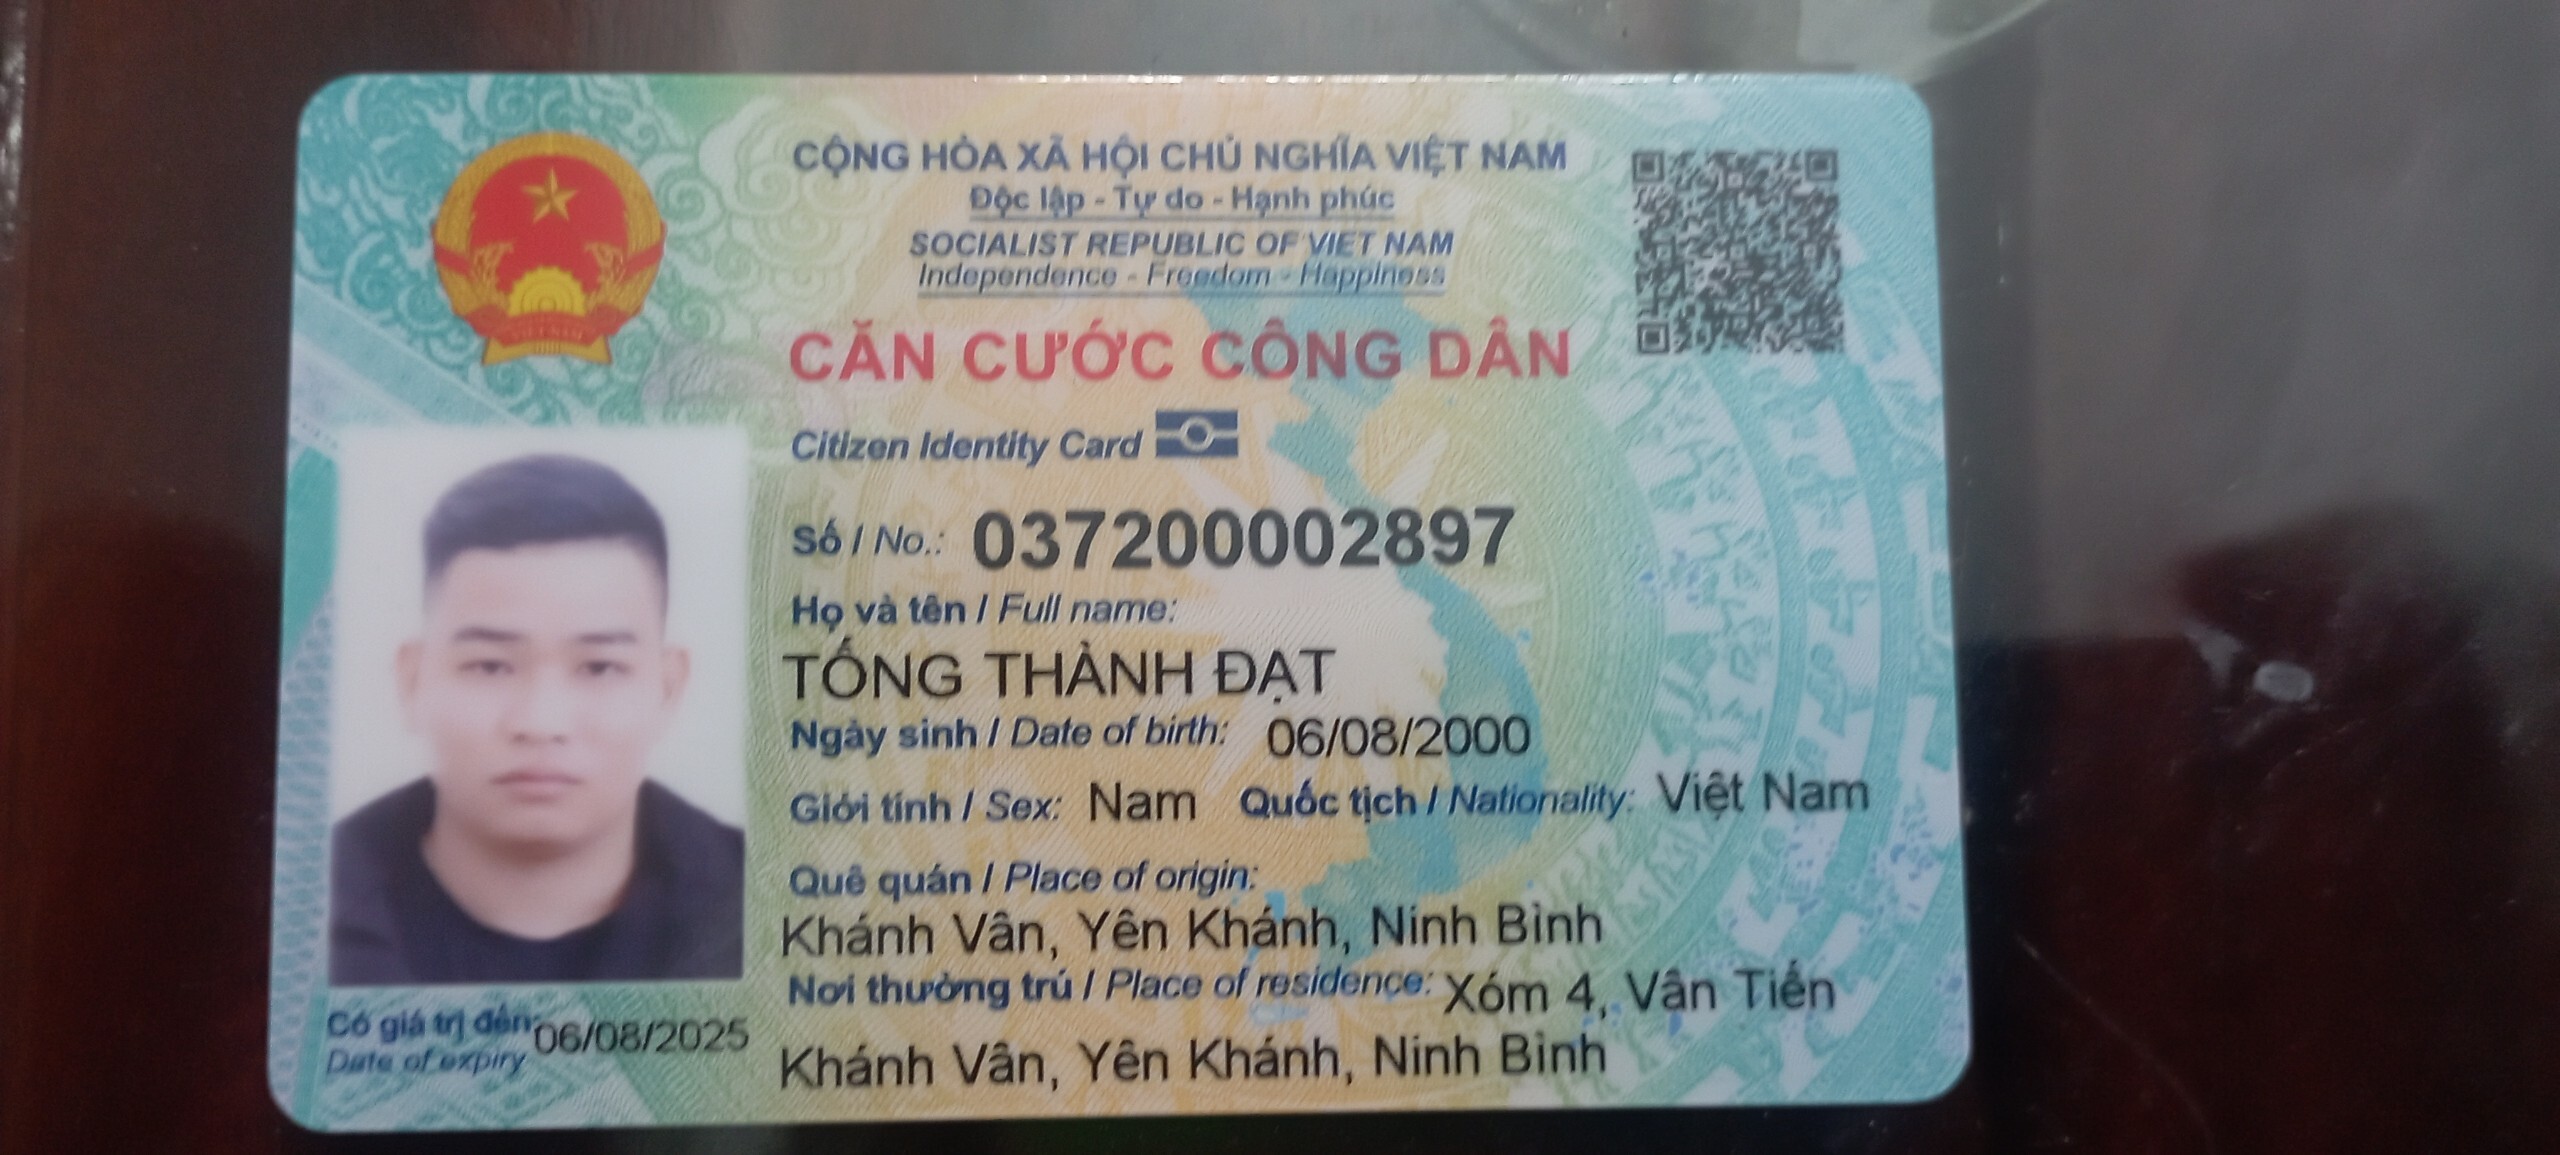 CỘNG HÒA XÃ HỘI CHỦ NGHĨA VIỆT NAM
Độc lập - Tự do - Hạnh phúc
SOCIALIST REPUBLIC OF VIET NAM
Independence - Freedom - Happiness
CĂN CƯỚC CÔNG DÂN
Citizen Identity Card
Số / No.: 037200002897
Họ và tên / Full name:
TỐNG THÀNH ĐẠT
Ngày sinh / Date of birth: 06/08/2000
Giới tính / Sex: Nam Quốc tịch / Nationality: Việt Nam
Quê quán / Place of origin:
Khánh Vân, Yên Khánh, Ninh Bình
Nơi thường trú / Place of residence: Xóm 4, Vân Tiến
Khánh Vân, Yên Khánh, Ninh Bình
Có giá trị đến: 06/08/2025
Date of expiry